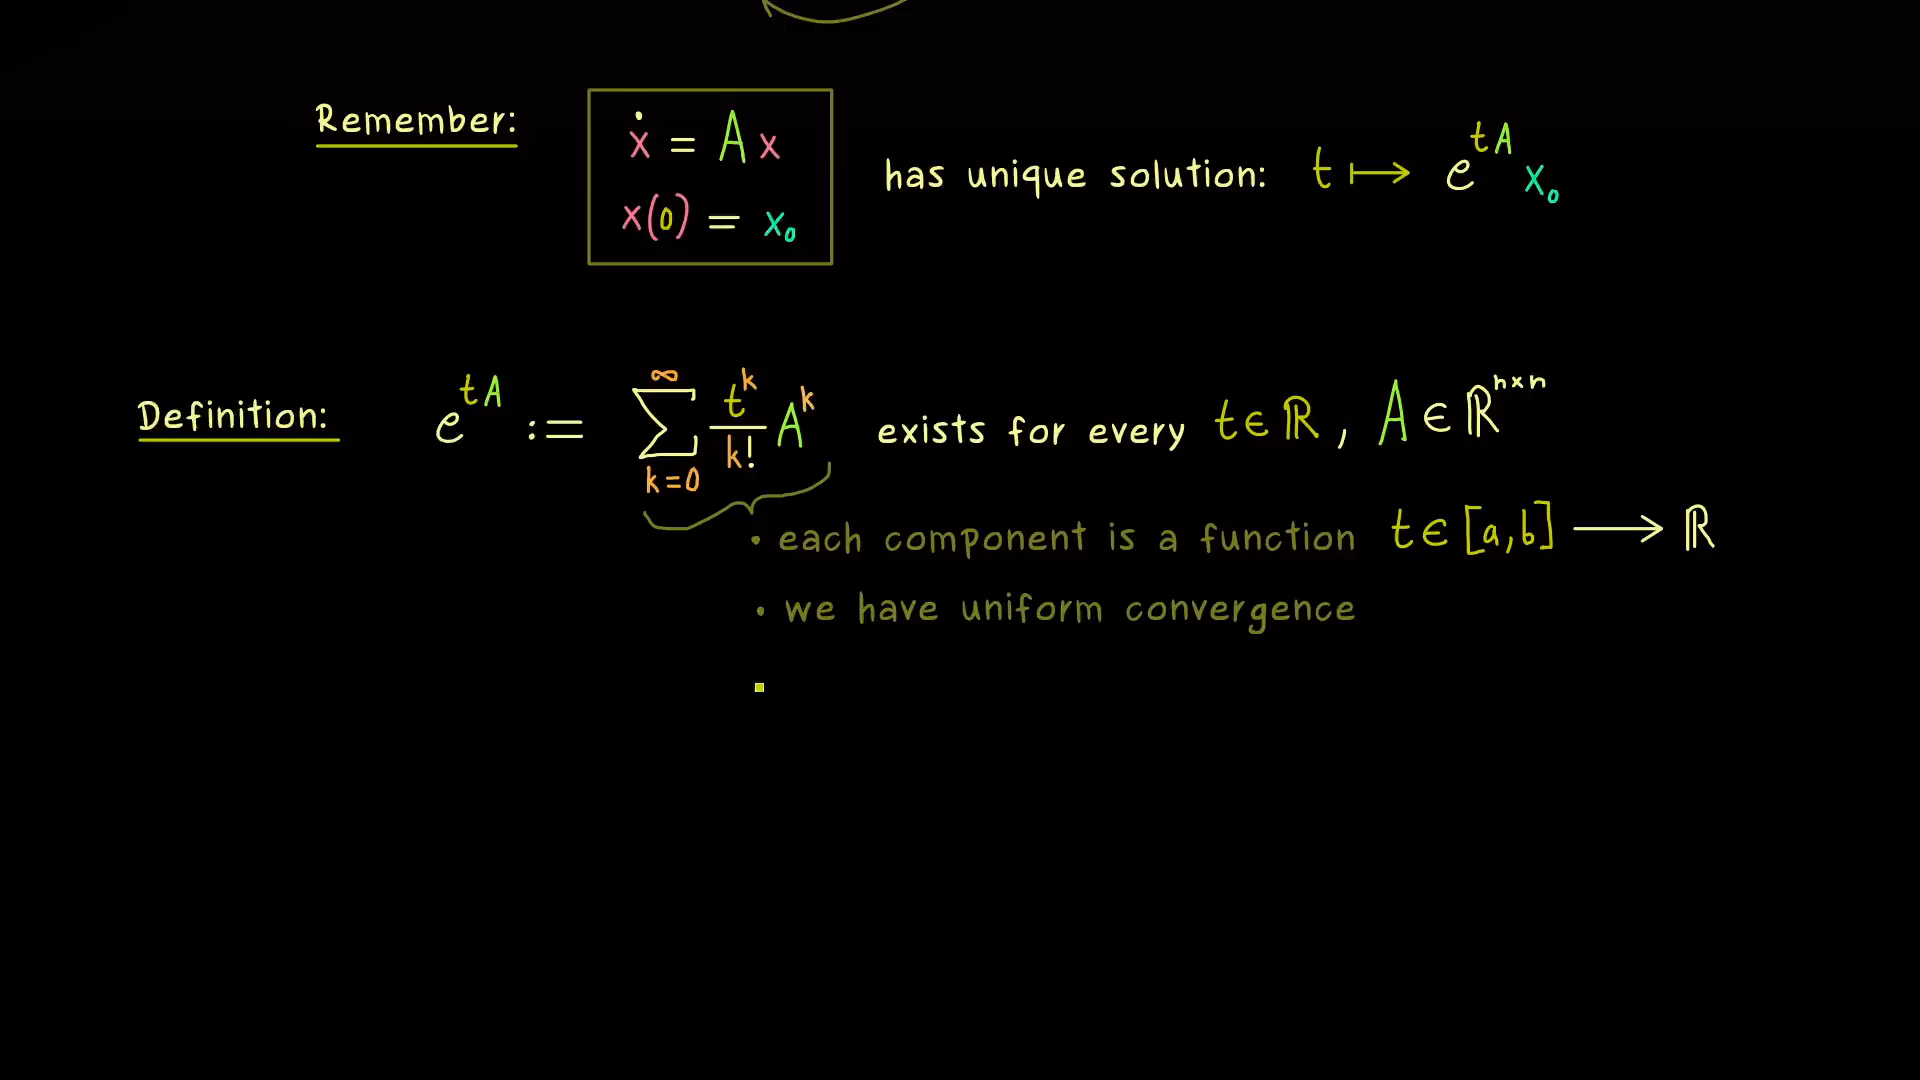 Remember: ẋ = A x has unique solution: t ↦ e^{tA} x₀
x(0) = x₀
Definition: e^{tA} := ∑_{k=0}^{∞} \frac{t^k}{k!} A^k exists for every t ∈ ℝ, A ∈ ℝ^{n×n}
• each component is a function t ∈ [a,b] ⟶ ℝ
• we have uniform convergence